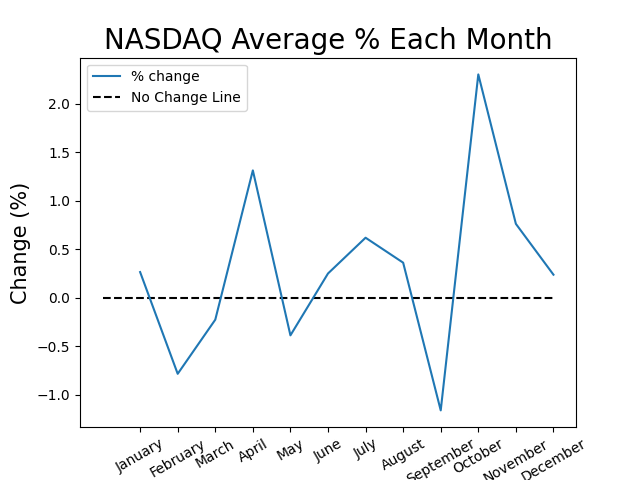 NASDAQ Average % Each Month
% change
No Change Line
Change (%)
2.0
1.5
1.0
0.5
0.0
−0.5
−1.0
January
February
March
April
May
June
July
August
September
October
November
December